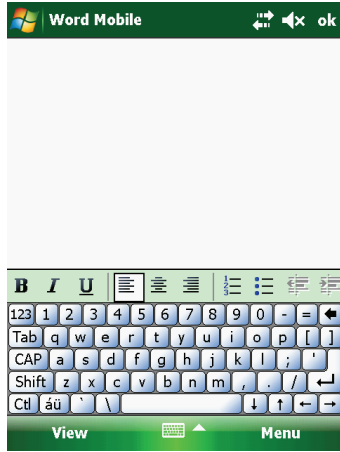 Word Mobile ok
B I U
123 1 2 3 4 5 6 7 8 9 0 - =
Tab q w e r t y u i o p [ ]
CAP a s d f g h j k l ; '
Shift z x c v b n m , . /
Ctl áü ` \
View Menu